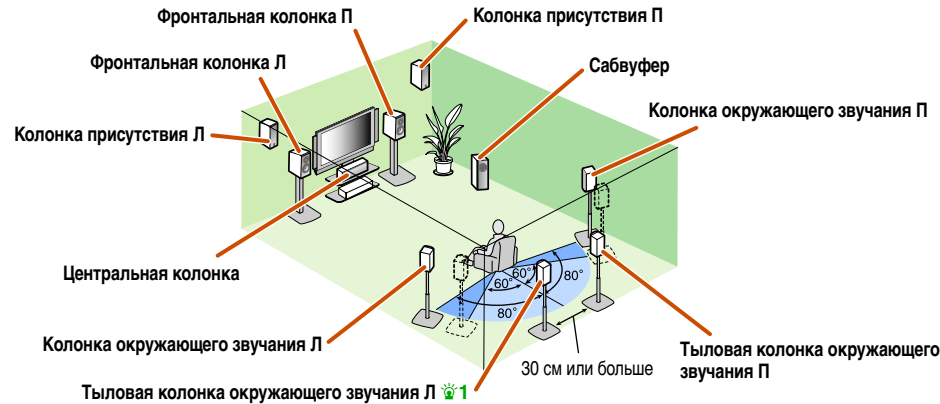 Фронтальная колонка П
Колонка присутствия П
Фронтальная колонка Л
Сабвуфер
Колонка окружающего звучания П
Колонка присутствия Л
Центральная колонка
60°
60°
80°
80°
Колонка окружающего звучания Л
30 см или больше
Тыловая колонка окружающего
звучания П
Тыловая колонка окружающего звучания Л 1